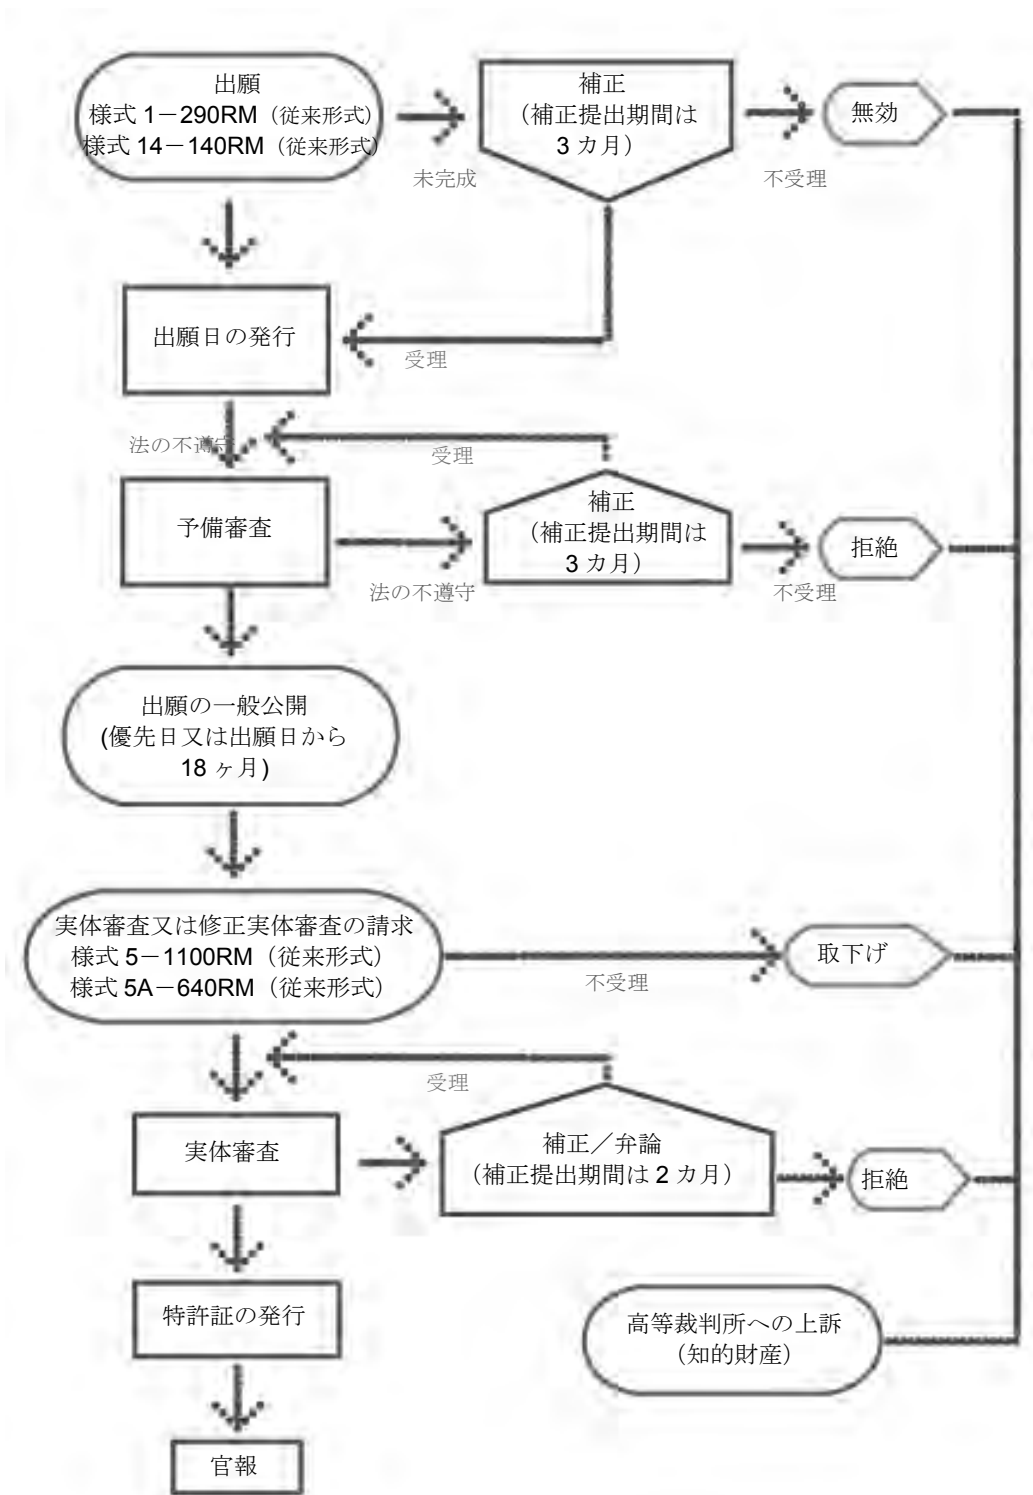 出願
様式 1－290RM（従来形式）
様式 14－140RM（従来形式）
未完成
補正
（補正提出期間は
3 カ月）
不受理
無効
出願日の発行
受理
法の不遵守
受理
予備審査
法の不遵守
補正
（補正提出期間は
3 カ月）
不受理
拒絶
出願の一般公開
(優先日又は出願日から
18 ヶ月)
実体審査又は修正実体審査の請求
様式 5－1100RM（従来形式）
様式 5A－640RM（従来形式）
不受理
取下げ
受理
実体審査
補正／弁論
（補正提出期間は 2 カ月）
拒絶
特許証の発行
高等裁判所への上訴
（知的財産）
官報